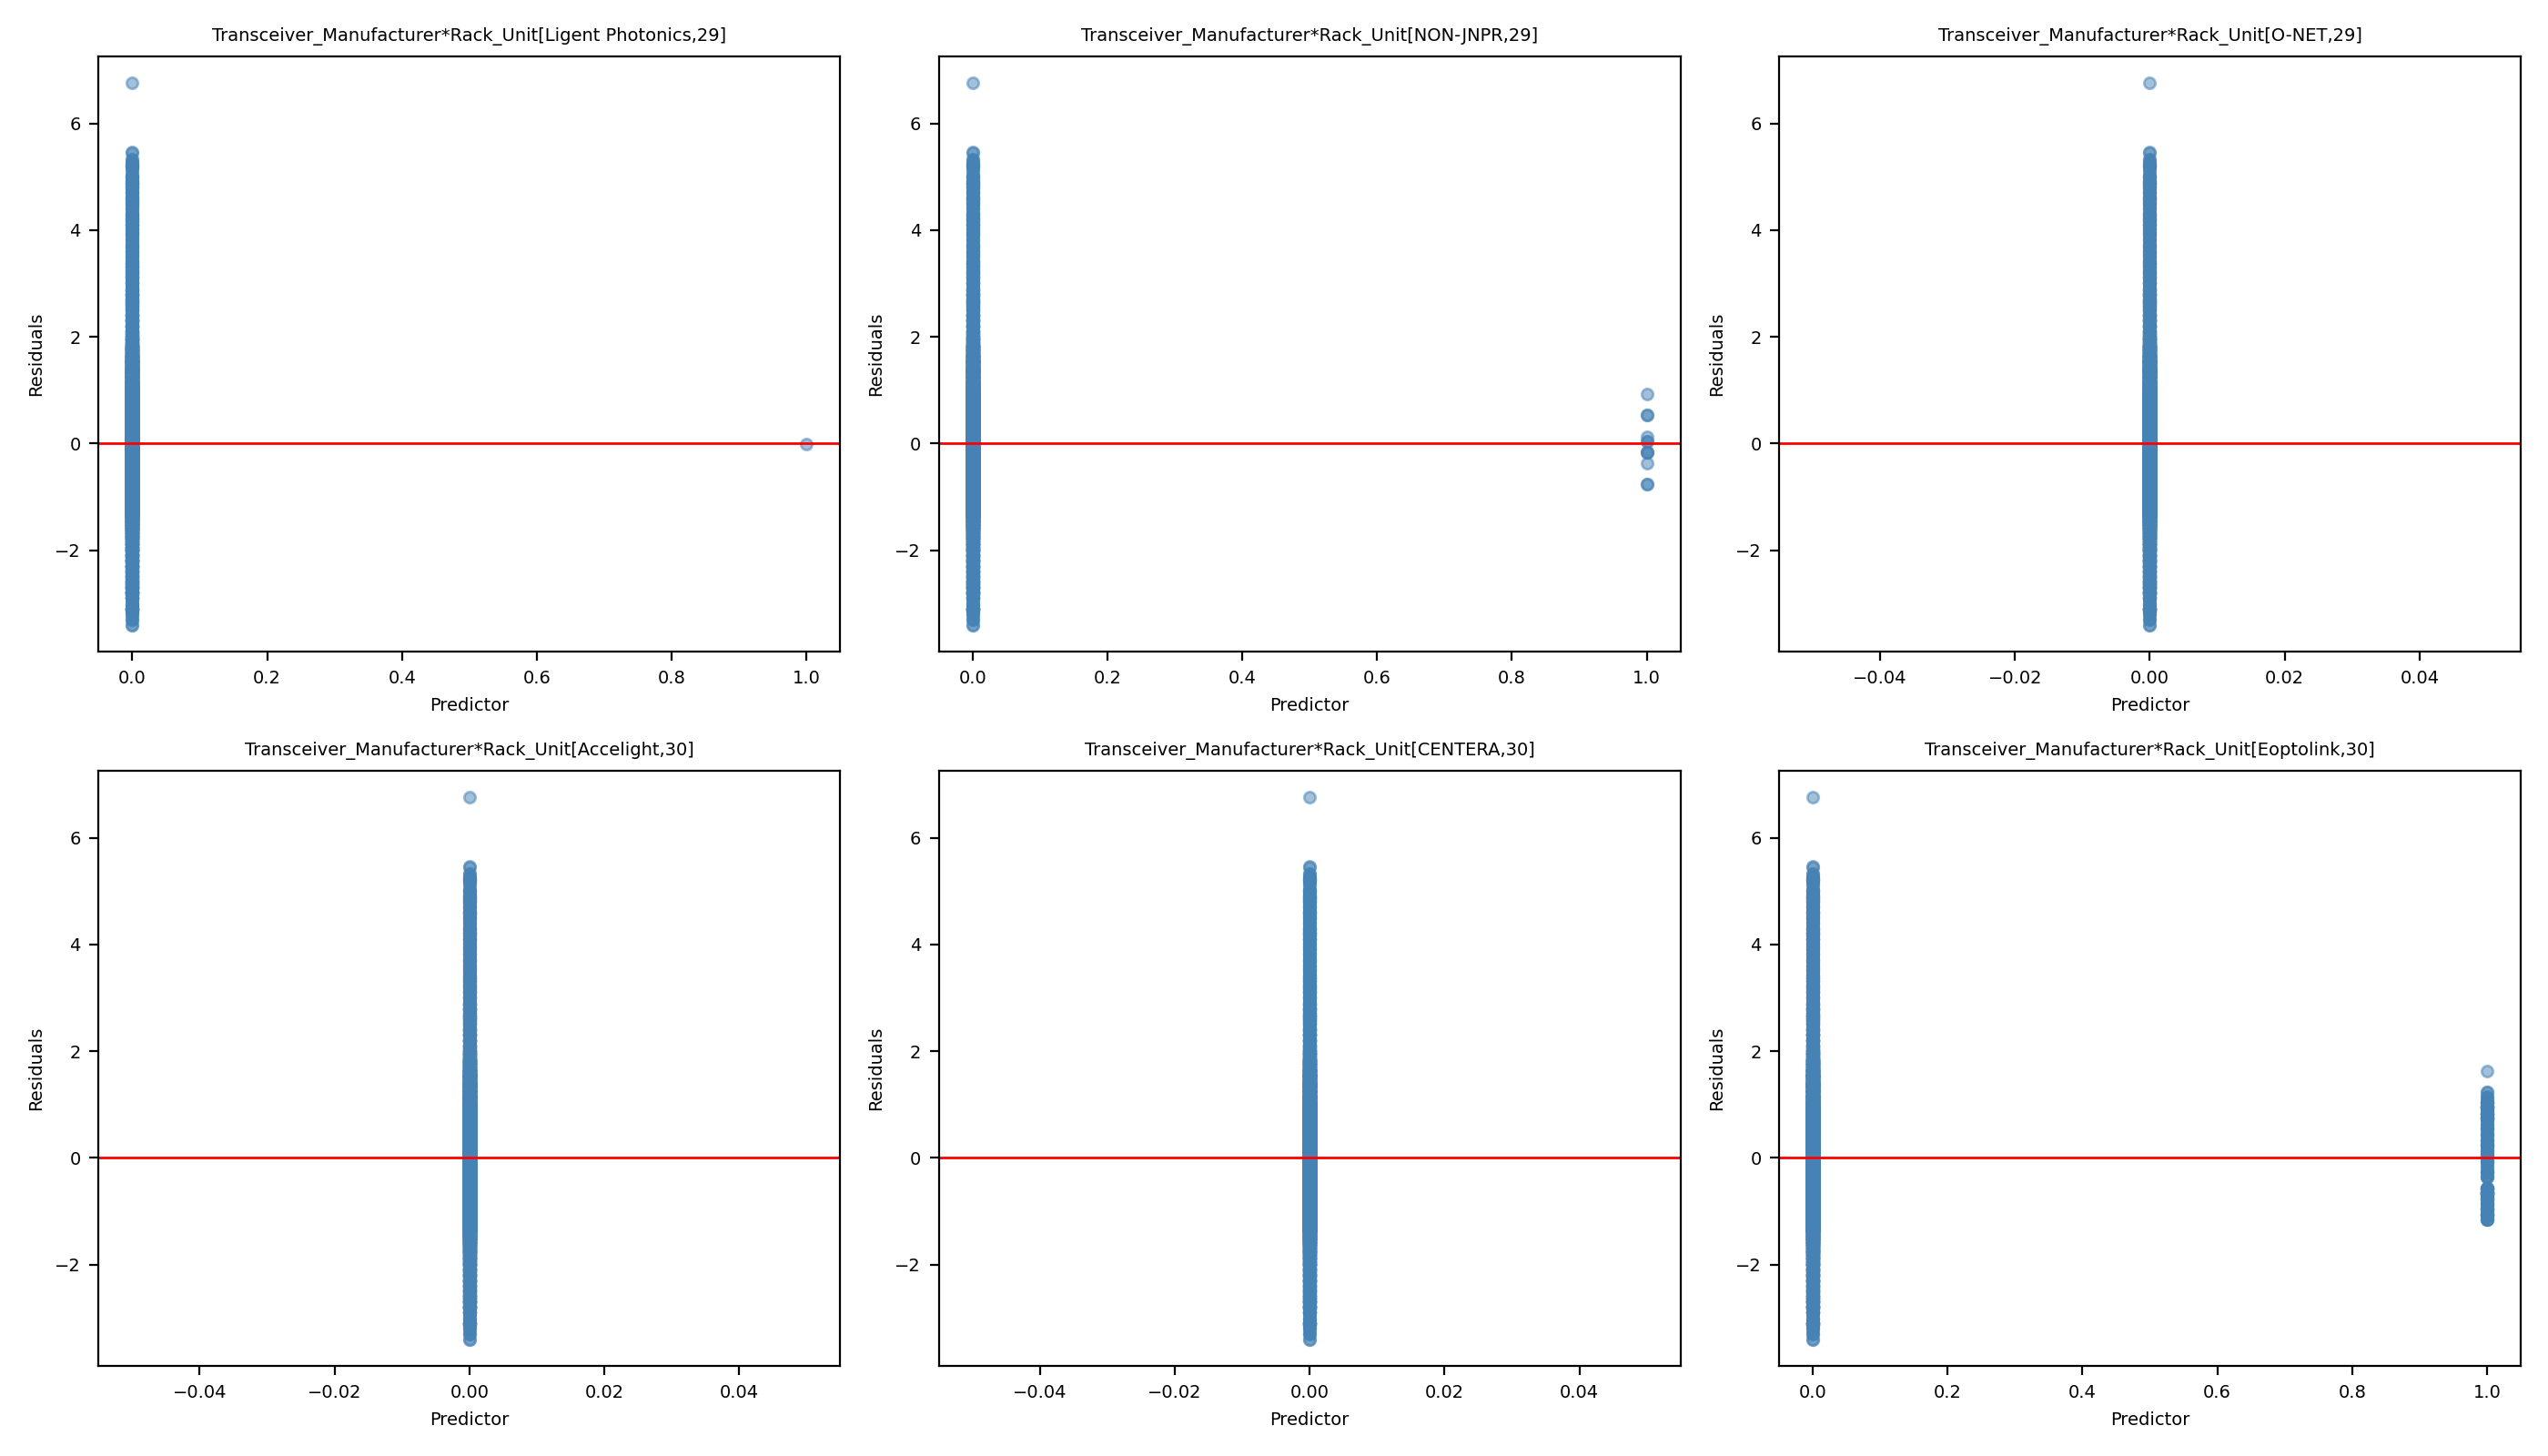 Transceiver_Manufacturer*Rack_Unit[Ligent Photonics,29]
6
4
2
0
−2
Residuals
0.0 0.2 0.4 0.6 0.8 1.0
Predictor
Transceiver_Manufacturer*Rack_Unit[NON-JNPR,29]
6
4
2
0
−2
Residuals
0.0 0.2 0.4 0.6 0.8 1.0
Predictor
Transceiver_Manufacturer*Rack_Unit[O-NET,29]
6
4
2
0
−2
Residuals
−0.04 −0.02 0.00 0.02 0.04
Predictor
Transceiver_Manufacturer*Rack_Unit[Accelight,30]
6
4
2
0
−2
Residuals
−0.04 −0.02 0.00 0.02 0.04
Predictor
Transceiver_Manufacturer*Rack_Unit[CENTERA,30]
6
4
2
0
−2
Residuals
−0.04 −0.02 0.00 0.02 0.04
Predictor
Transceiver_Manufacturer*Rack_Unit[Eoptolink,30]
6
4
2
0
−2
Residuals
0.0 0.2 0.4 0.6 0.8 1.0
Predictor